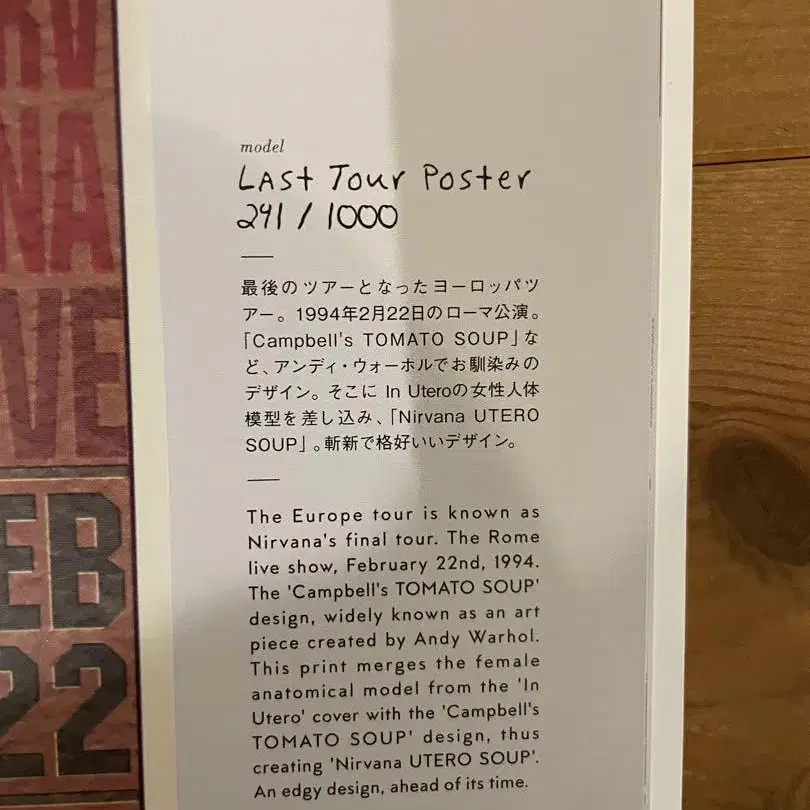 RV
NA
VE
EB
22
model
Last Tour Poster
241 / 1000
最後のツアーとなったヨーロッパツ
アー。1994年2月22日のローマ公演。
「Campbell's TOMATO SOUP」な
ど、アンディ・ウォーホルでお馴染みの
デザイン。そこに In Uteroの女性人体
模型を差し込み、「Nirvana UTERO
SOUP」。斬新で格好いいデザイン。
The Europe tour is known as
Nirvana's final tour. The Rome
live show, February 22nd, 1994.
The 'Campbell's TOMATO SOUP'
design, widely known as an art
piece created by Andy Warhol.
This print merges the female
anatomical model from the 'In
Utero' cover with the 'Campbell's
TOMATO SOUP' design, thus
creating 'Nirvana UTERO SOUP'.
An edgy design, ahead of its time.